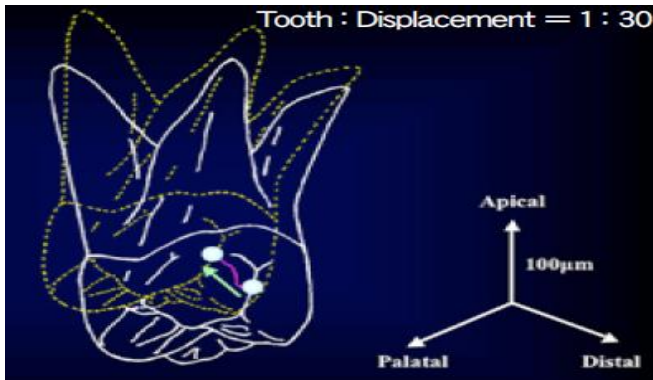 Tooth : Displacement = 1 : 30
Apical
100μm
Palatal
Distal